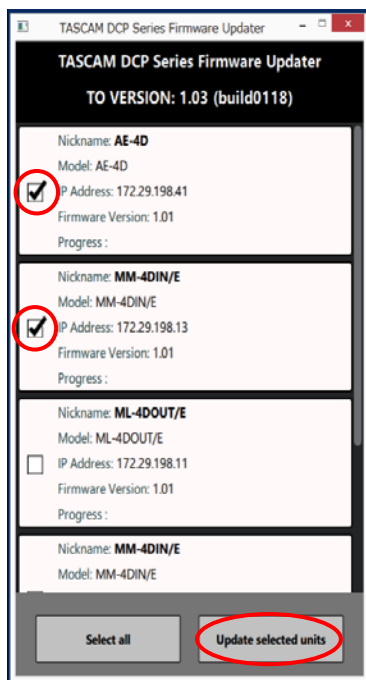 TASCAM DCP Series Firmware Updater
TASCAM DCP Series Firmware Updater
TO VERSION: 1.03 (build0118)
Nickname: AE-4D
Model: AE-4D
IP Address: 172.29.198.41
Firmware Version: 1.01
Progress :
Nickname: MM-4DIN/E
Model: MM-4DIN/E
IP Address: 172.29.198.13
Firmware Version: 1.01
Progress :
Nickname: ML-4DOUT/E
Model: ML-4DOUT/E
IP Address: 172.29.198.11
Firmware Version: 1.01
Progress :
Nickname: MM-4DIN/E
Model: MM-4DIN/E
Select all
Update selected units